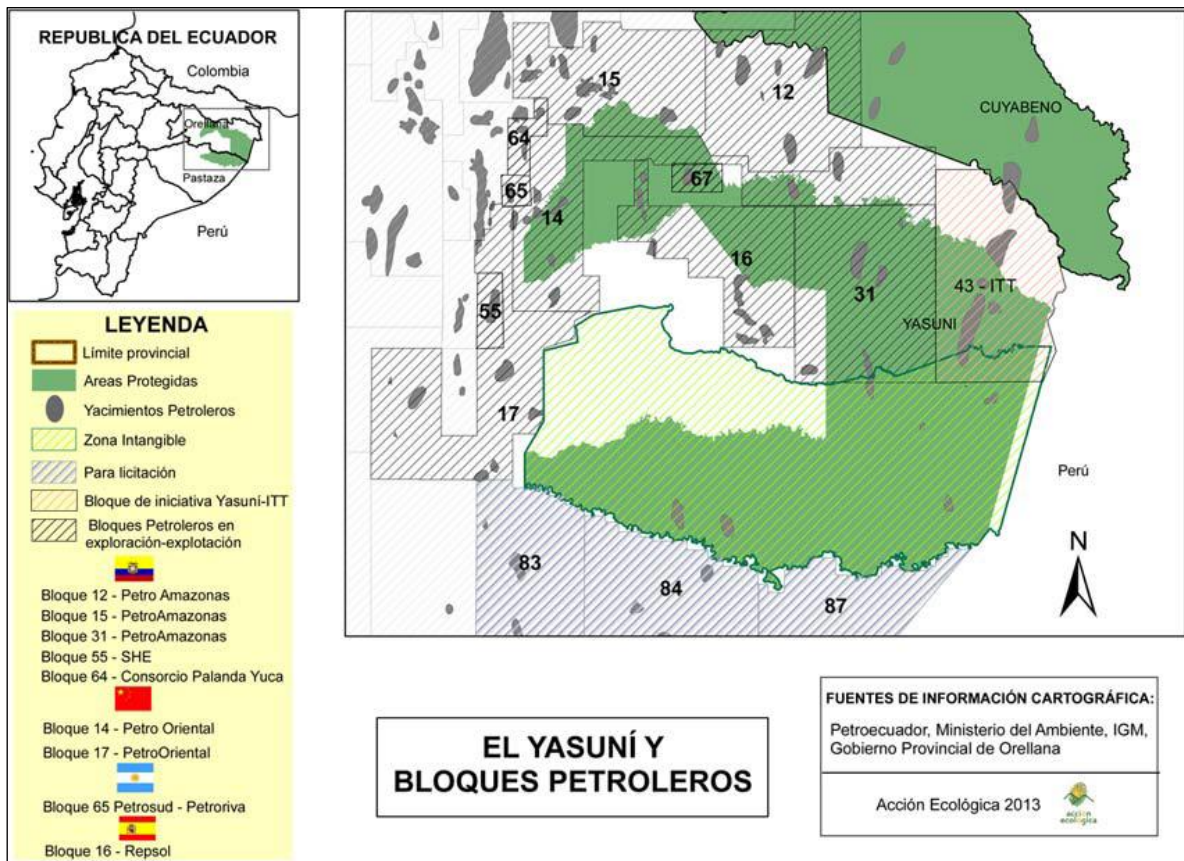 REPUBLICA DEL ECUADOR
Colombia
Orellana
Pastaza
Perú
LEYENDA
Límite provincial
Areas Protegidas
Yacimientos Petroleros
Zona Intangible
Para licitación
Bloque de iniciativa Yasuní-ITT
Bloques Petroleros en
exploración-explotación
Bloque 12 - Petro Amazonas
Bloque 15 - PetroAmazonas
Bloque 31 - PetroAmazonas
Bloque 55 - SHE
Bloque 64 - Consorcio Palanda Yuca
Bloque 14 - Petro Oriental
Bloque 17 - PetroOriental
Bloque 65 Petrosud - Petroriva
Bloque 16 - Repsol
15
12
CUYABENO
64
65
67
14
16
31
43 - ITT
YASUNI
55
17
Perú
N
83
84
87
EL YASUNÍ Y
BLOQUES PETROLEROS
FUENTES DE INFORMACIÓN CARTOGRÁFICA:
Petroecuador, Ministerio del Ambiente, IGM,
Gobierno Provincial de Orellana
Acción Ecológica 2013
acción
ecológica